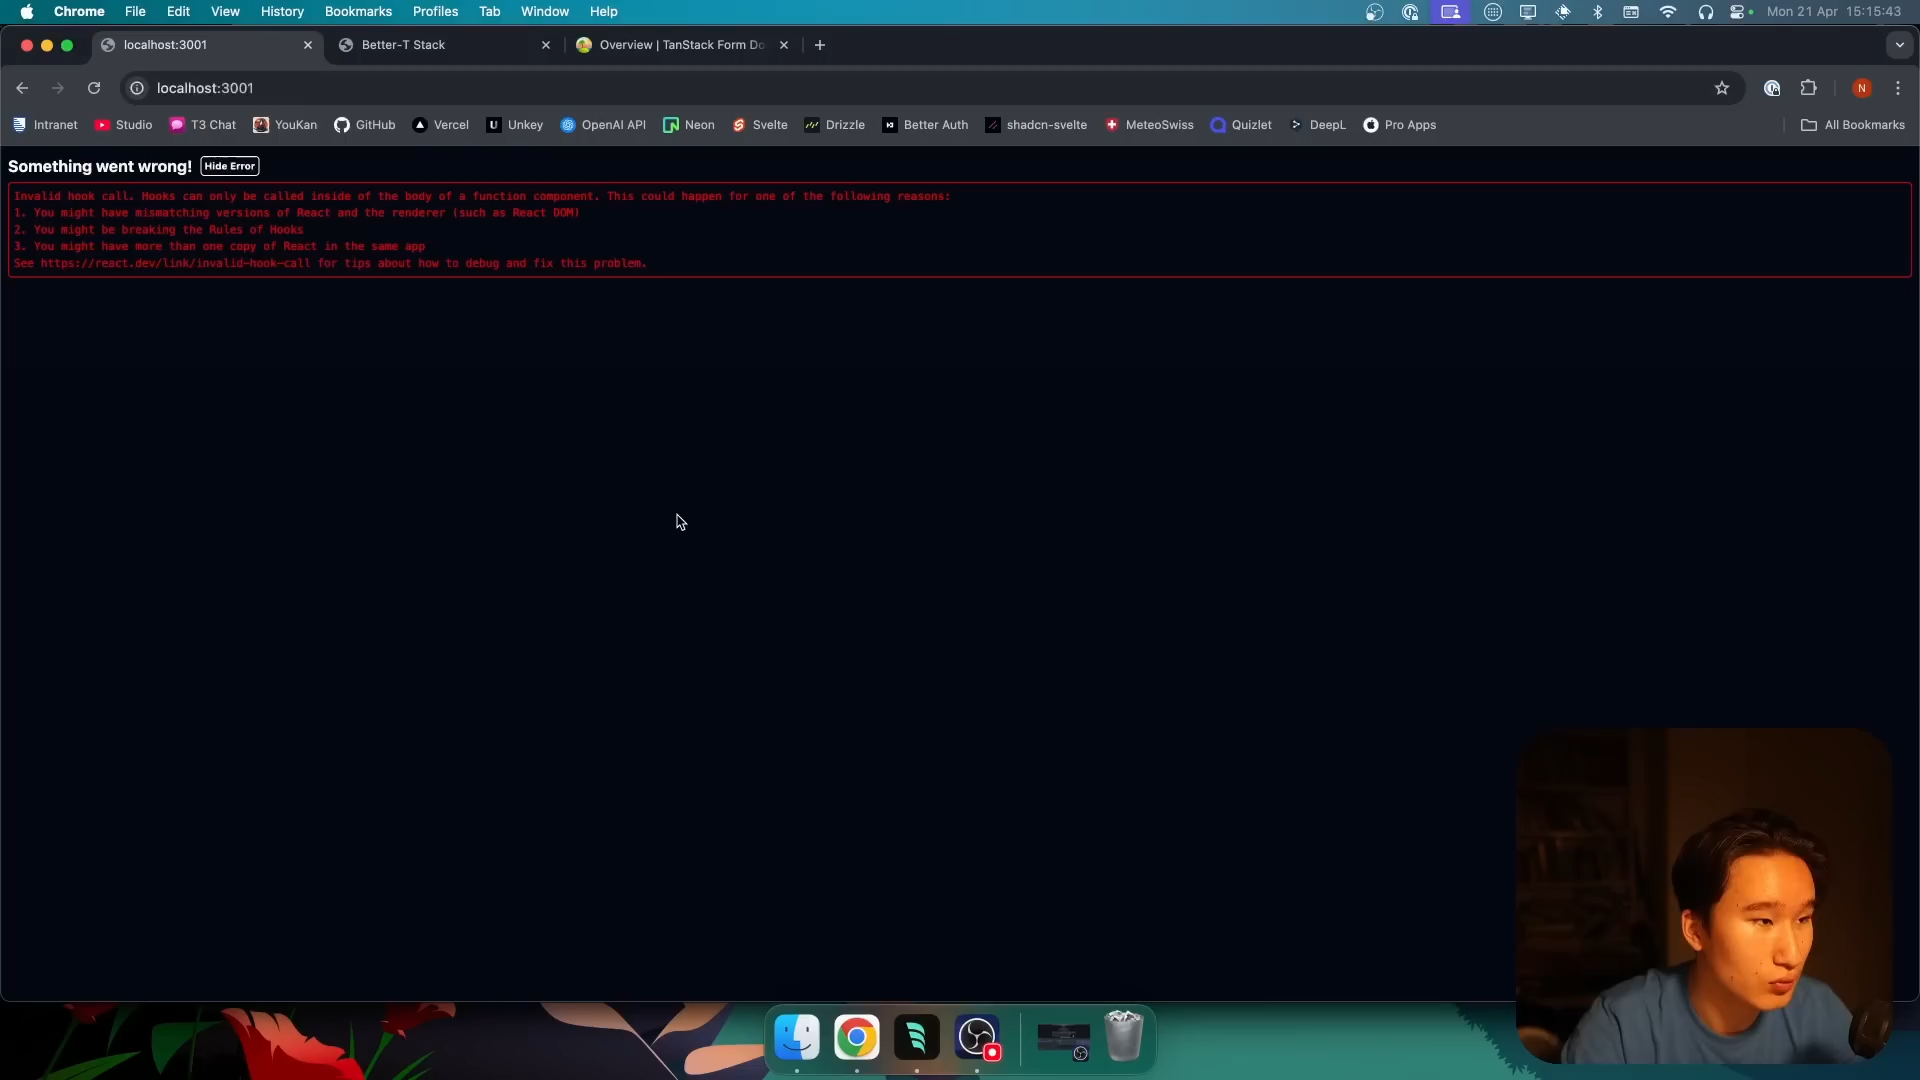 Chrome File Edit View History Bookmarks Profiles Tab Window Help Mon 21 Apr 15:15:43
localhost:3001 Better-T Stack Overview | TanStack Form Do
localhost:3001 N
Intranet Studio T3 Chat YouKan GitHub Vercel Unkey OpenAI API Neon Svelte Drizzle Better Auth shadcn-svelte MeteoSwiss Quizlet DeepL Pro Apps All Bookmarks
Something went wrong! Hide Error
Invalid hook call. Hooks can only be called inside of the body of a function component. This could happen for one of the following reasons:
1. You might have mismatching versions of React and the renderer (such as React DOM)
2. You might be breaking the Rules of Hooks
3. You might have more than one copy of React in the same app
See https://react.dev/link/invalid-hook-call for tips about how to debug and fix this problem.